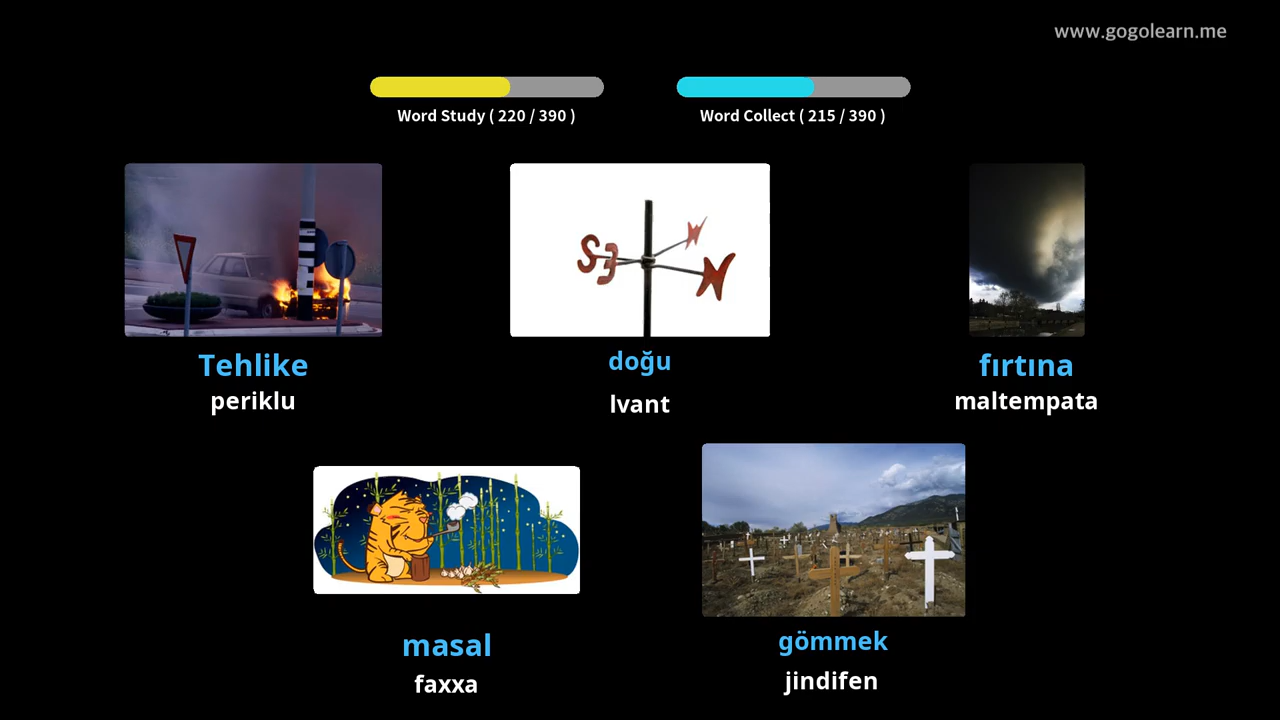 www.gogolearn.me
Word Study ( 220 / 390 )
Word Collect ( 215 / 390 )
S E N W
Tehlike
periklu
doğu
lvant
fırtına
maltempata
masal
faxxa
gömmek
jindifen